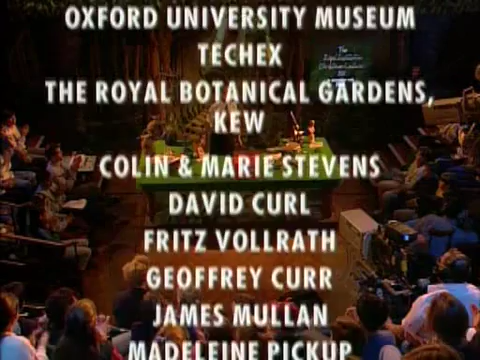 OXFORD UNIVERSITY MUSEUM
TECHEX
THE ROYAL BOTANICAL GARDENS,
KEW
COLIN & MARIE STEVENS
DAVID CURL
FRITZ VOLLRATH
GEOFFREY CURR
JAMES MULLAN
MADELEINE PICKUP
The